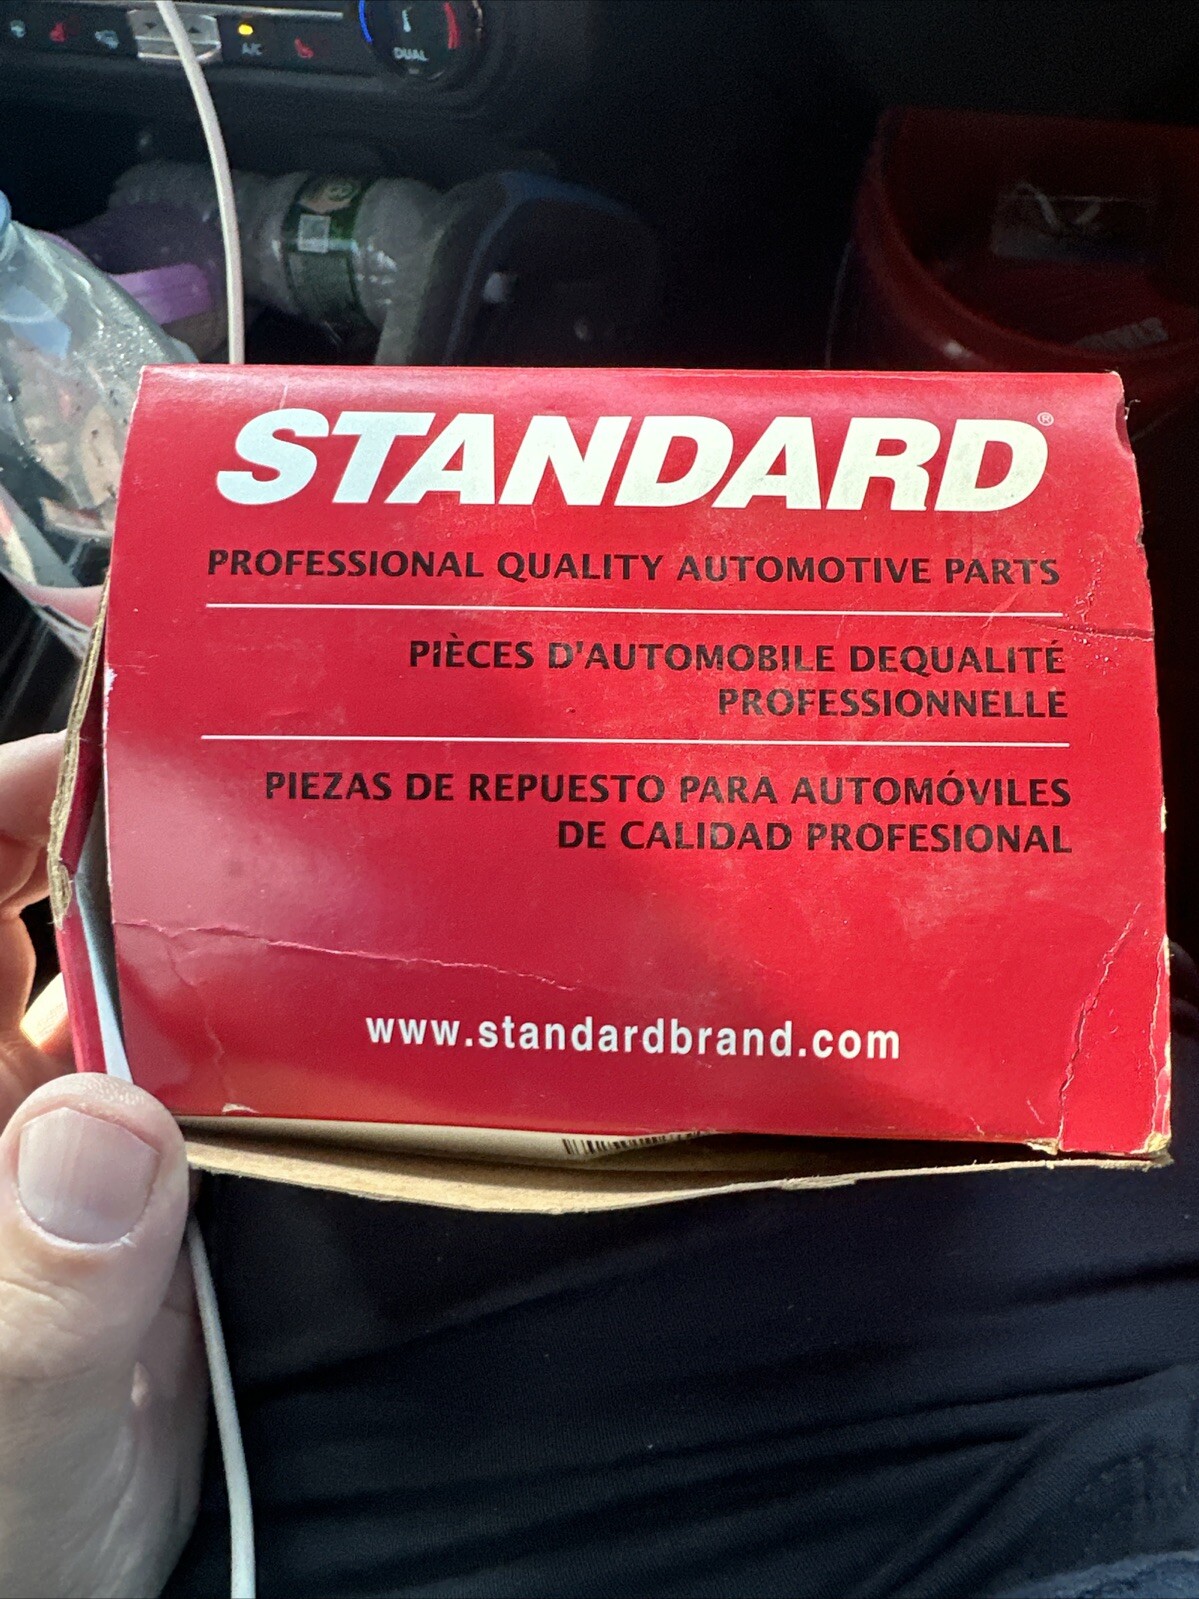 A/C
DUAL
STANDARD®
PROFESSIONAL QUALITY AUTOMOTIVE PARTS
PIÈCES D'AUTOMOBILE DEQUALITÉ
PROFESSIONNELLE
PIEZAS DE REPUESTO PARA AUTOMÓVILES
DE CALIDAD PROFESIONAL
www.standardbrand.com